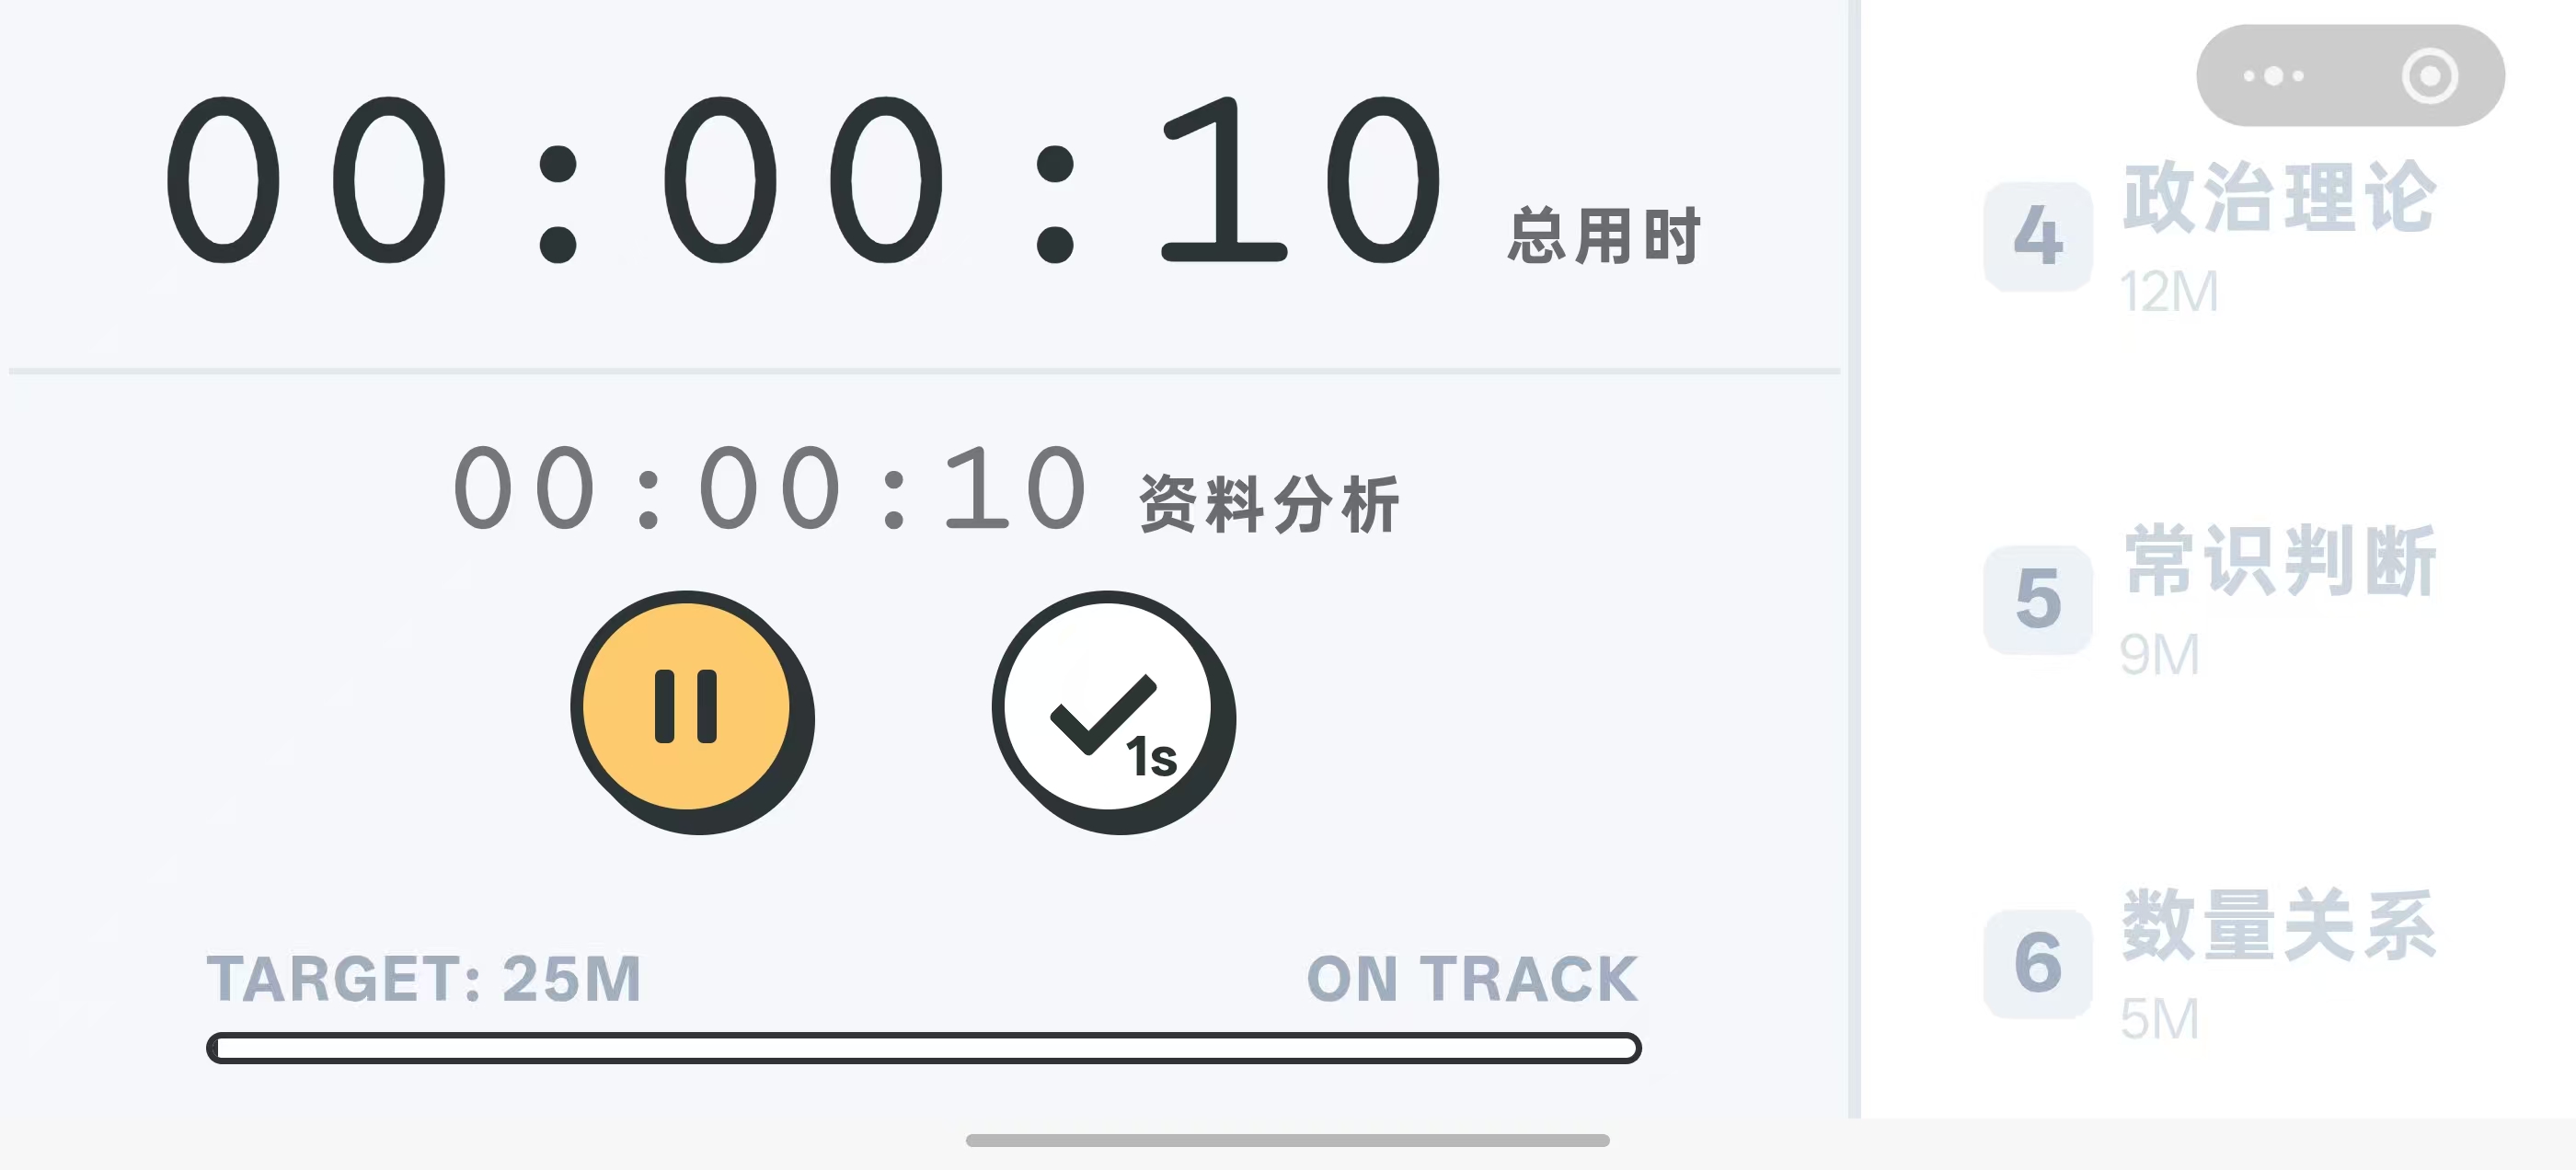 00:00:10 总用时
00:00:10 资料分析
1s
TARGET: 25M
ON TRACK
4 政治理论
12M
5 常识判断
9M
6 数量关系
5M